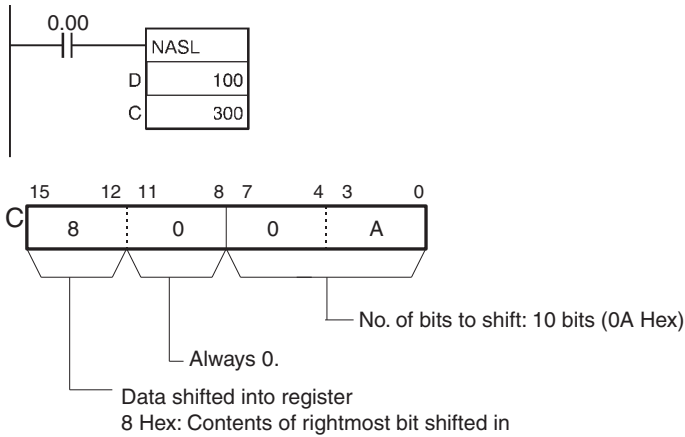 0.00
NASL
D 100
C 300
15 12 11 8 7 4 3 0
C 8 0 0 A
No. of bits to shift: 10 bits (0A Hex)
Always 0.
Data shifted into register
8 Hex: Contents of rightmost bit shifted in